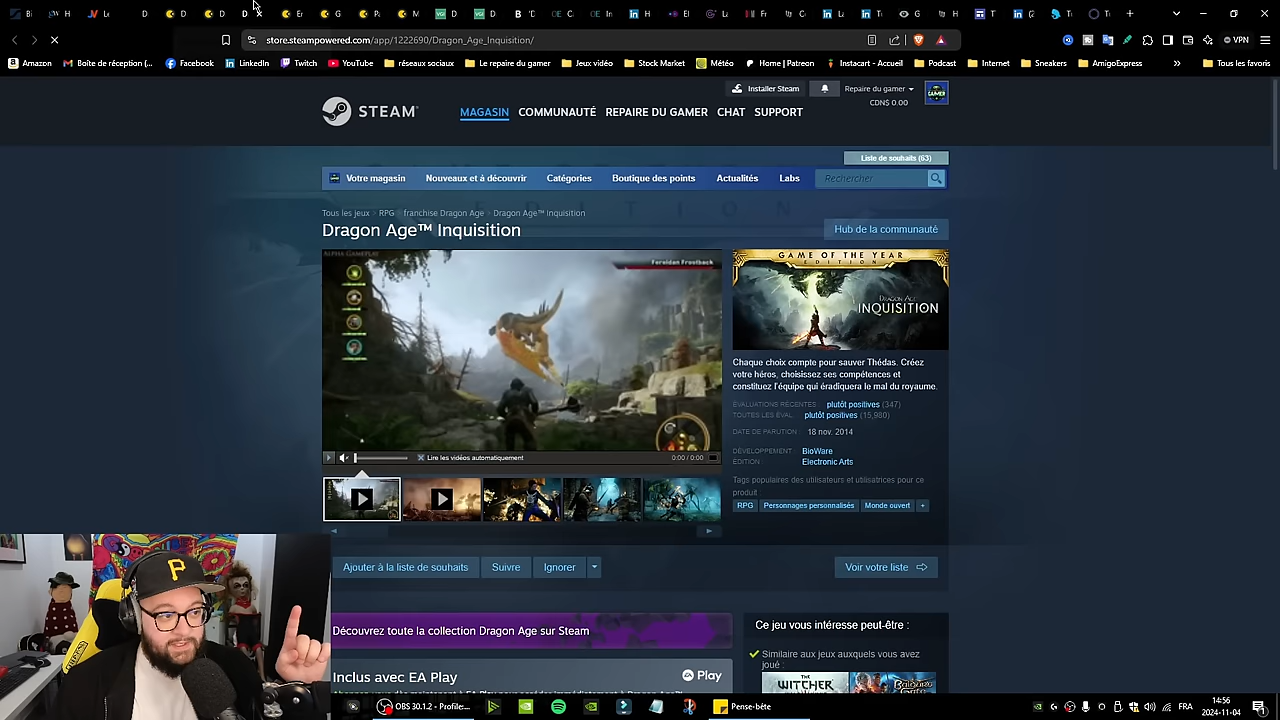 store.steampowered.com/app/1222690/Dragon_Age_Inquisition/
VPN
Amazon
Boîte de réception (...
Facebook
LinkedIn
Twitch
YouTube
réseaux sociaux
Le repaire du gamer
Jeux vidéo
Stock Market
Météo
Home | Patreon
Instacart - Accueil
Podcast
Internet
Sneakers
AmigoExpress
Tous les favoris
Installer Steam
Repaire du gamer
CDN$ 0.00
STEAM
MAGASIN
COMMUNAUTÉ
REPAIRE DU GAMER
CHAT
SUPPORT
Liste de souhaits (63)
Votre magasin
Nouveaux et à découvrir
Catégories
Boutique des points
Actualités
Labs
Rechercher
Tous les jeux > RPG franchise Dragon Age > Dragon Age™ Inquisition
Dragon Age™ Inquisition
Hub de la communauté
ALPHA GAMEPLAY
Fereldan Frostback
GAME OF THE YEAR
EDITION
DRAGON AGE
INQUISITION
Chaque choix compte pour sauver Thédas. Créez
votre héros, choisissez ses compétences et
constituez l'équipe qui éradiquera le mal du royaume.
ÉVALUATIONS RÉCENTES : plutôt positives (347)
TOUTES LES ÉVAL. : plutôt positives (15,980)
DATE DE PARUTION : 18 nov. 2014
DÉVELOPPEMENT : BioWare
ÉDITION : Electronic Arts
Tags populaires des utilisateurs et utilisatrices pour ce
produit :
RPG
Personnages personnalisés
Monde ouvert
+
Lire les vidéos automatiquement
0:00 / 0:00
Ajouter à la liste de souhaits
Suivre
Ignorer
Voir votre liste
Découvrez toute la collection Dragon Age sur Steam
Ce jeu vous intéresse peut-être :
Similaire aux jeux auxquels vous avez
joué :
THE
WITCHER
Inclus avec EA Play
Play
P
OBS 30.1.2 - Profile:...
Pense-bête
FRA
14:56
2024-11-04